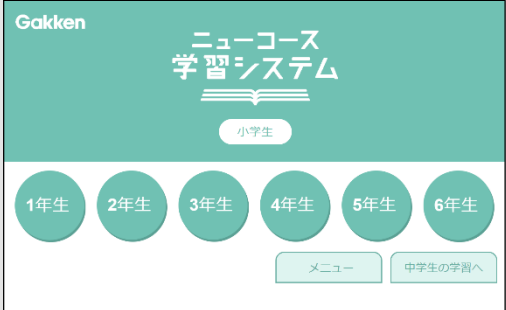 Gakken
ニューコース
学習システム
小学生
1年生 2年生 3年生 4年生 5年生 6年生
メニュー 中学生の学習へ